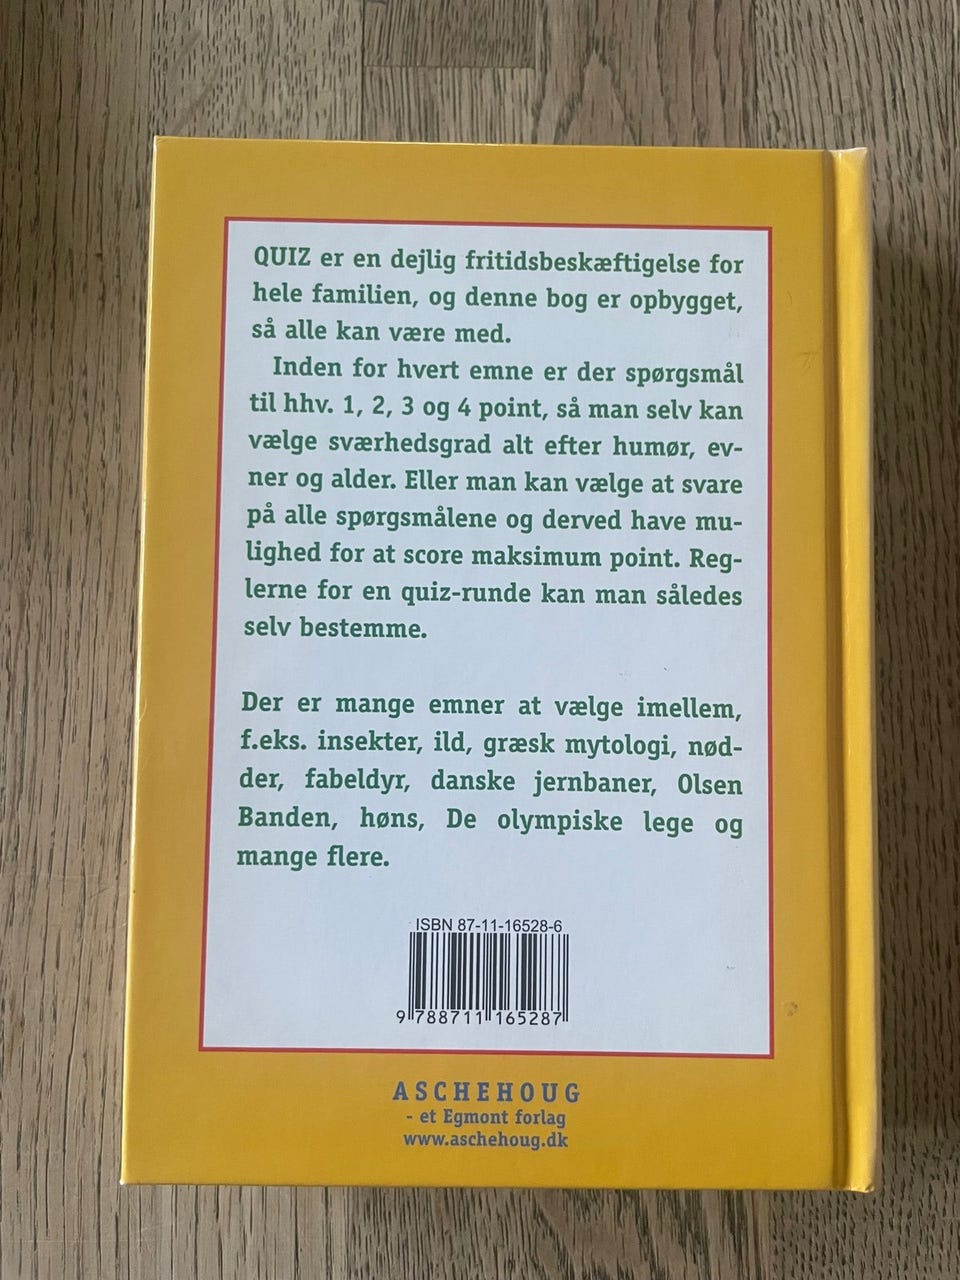 QUIZ er en dejlig fritidsbeskæftigelse for
hele familien, og denne bog er opbygget,
så alle kan være med.
Inden for hvert emne er der spørgsmål
til hhv. 1, 2, 3 og 4 point, så man selv kan
vælge sværhedsgrad alt efter humør, ev-
ner og alder. Eller man kan vælge at svare
på alle spørgsmålene og derved have mu-
lighed for at score maksimum point. Reg-
lerne for en quiz-runde kan man således
selv bestemme.
Der er mange emner at vælge imellem,
f.eks. insekter, ild, græsk mytologi, nød-
der, fabeldyr, danske jernbaner, Olsen
Banden, høns, De olympiske lege og
mange flere.
ISBN 87-11-16528-6
9 788711 165287
ASCHEHOUG
- et Egmont forlag
www.aschehoug.dk